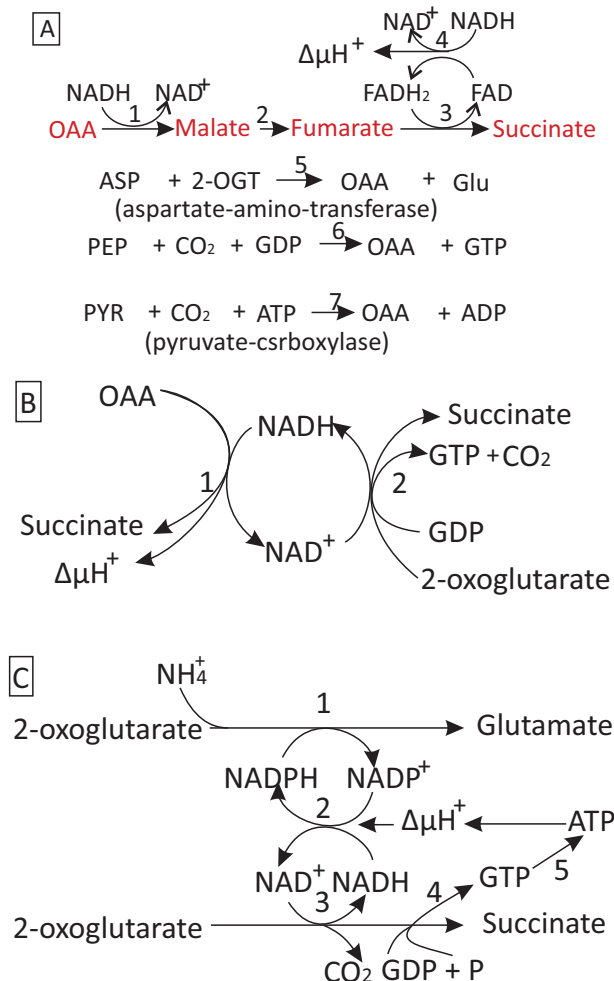 A
NAD⁺ NADH
4
ΔμH⁺
NADH NAD⁺ FADH₂ FAD
1 2 3
OAA Malate Fumarate Succinate
5
ASP + 2-OGT OAA + Glu
(aspartate-amino-transferase)
6
PEP + CO₂ + GDP OAA + GTP
7
PYR + CO₂ + ATP OAA + ADP
(pyruvate-csrboxylase)
B
OAA
Succinate
NADH
GTP + CO₂
1 2
Succinate
GDP
NAD⁺
ΔμH⁺
2-oxoglutarate
C
NH₄⁺
1
2-oxoglutarate Glutamate
NADPH NADP⁺
2
ΔμH⁺ ATP
NAD⁺ NADH
GTP 5
3 4
2-oxoglutarate Succinate
CO₂ GDP + P